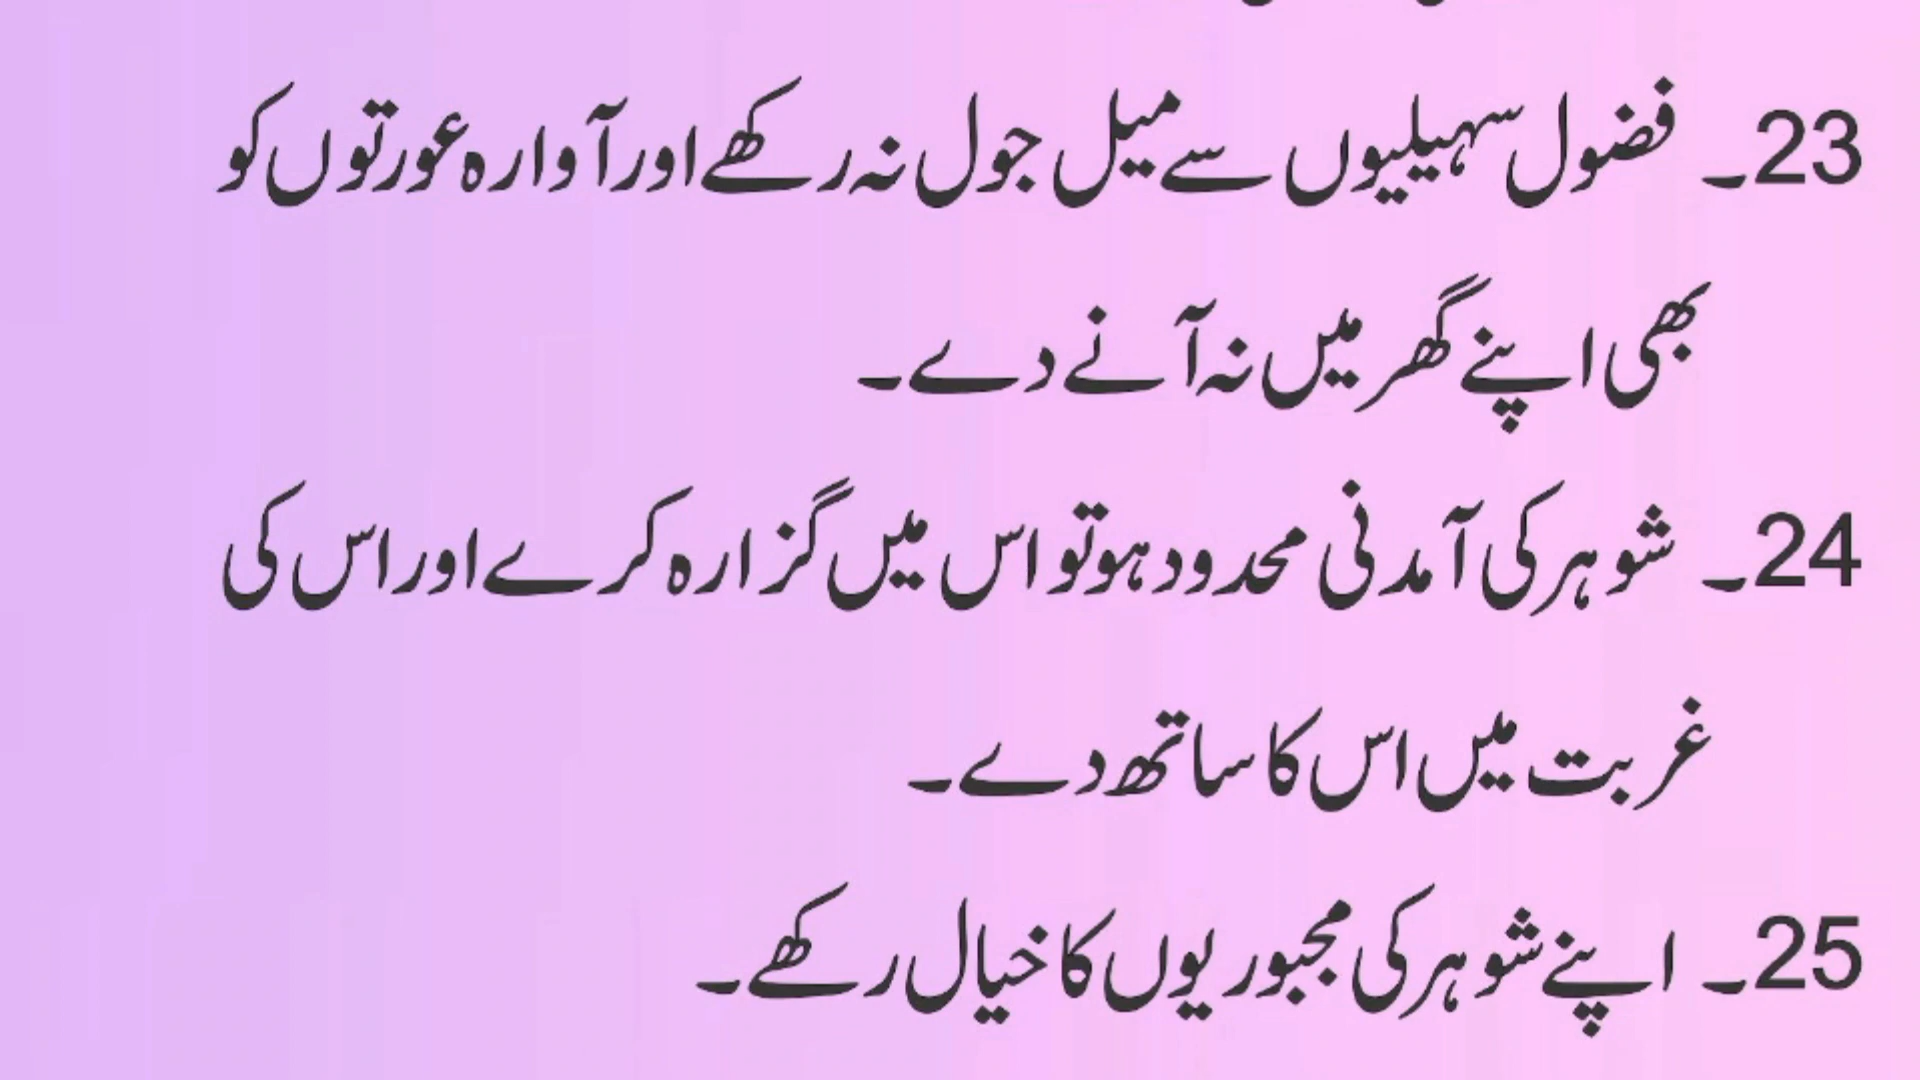 23۔ فضول سہیلیوں سے میل جول نہ رکھے اور آوارہ عورتوں کو
بھی اپنے گھر میں نہ آنے دے۔
24۔ شوہر کی آمدنی محدود ہو تو اس میں گزارہ کرے اور اس کی
غربت میں اس کا ساتھ دے۔
25۔ اپنے شوہر کی مجبوریوں کا خیال رکھے۔